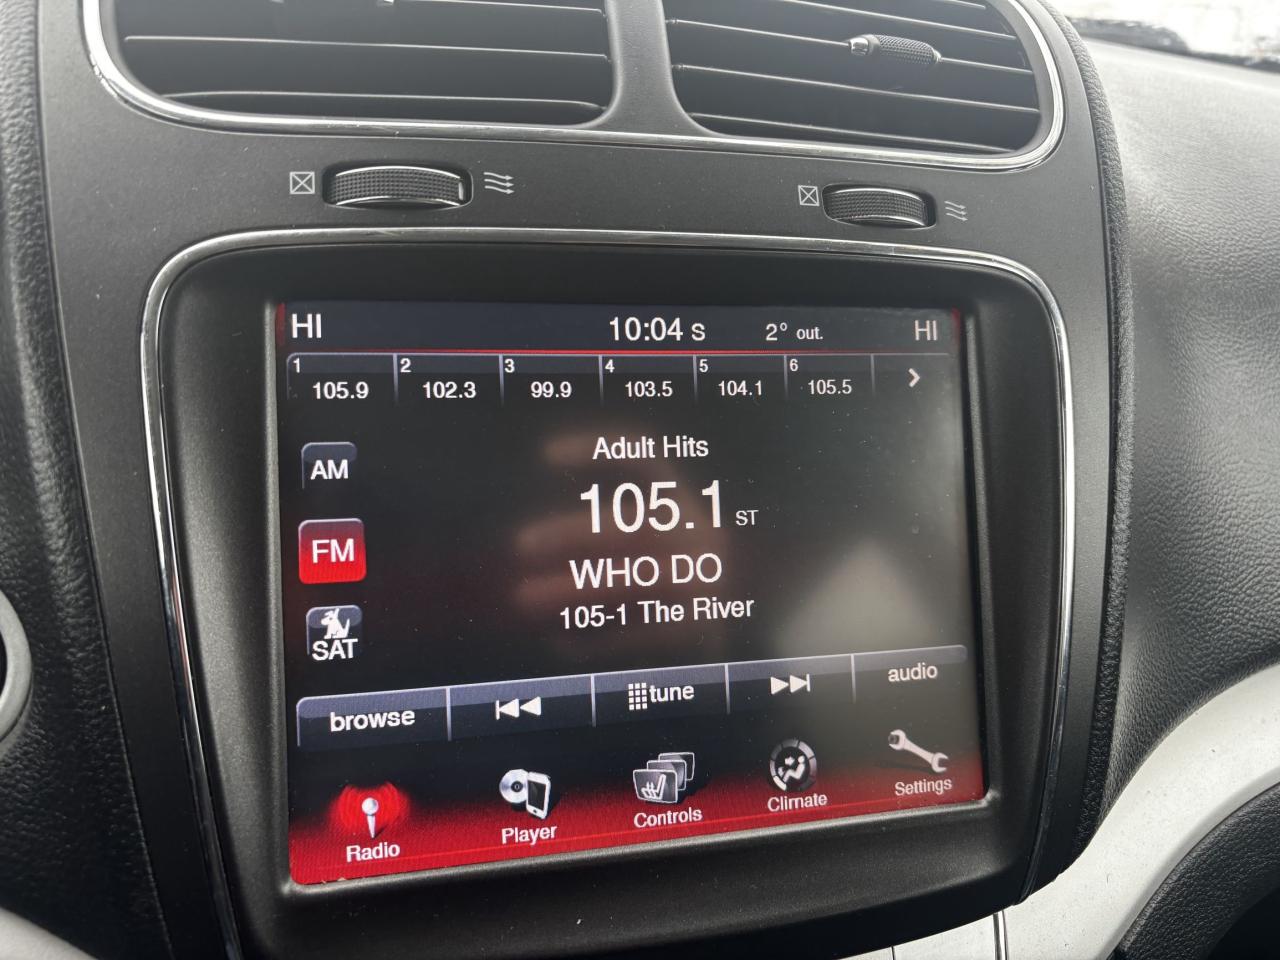 HI 10:04 S 2° out. HI
1 2 3 4 5 6
105.9 102.3 99.9 103.5 104.1 105.5
Adult Hits
AM
105.1 ST
FM
WHO DO
105-1 The River
SAT
browse tune audio
Radio Player Controls Climate Settings